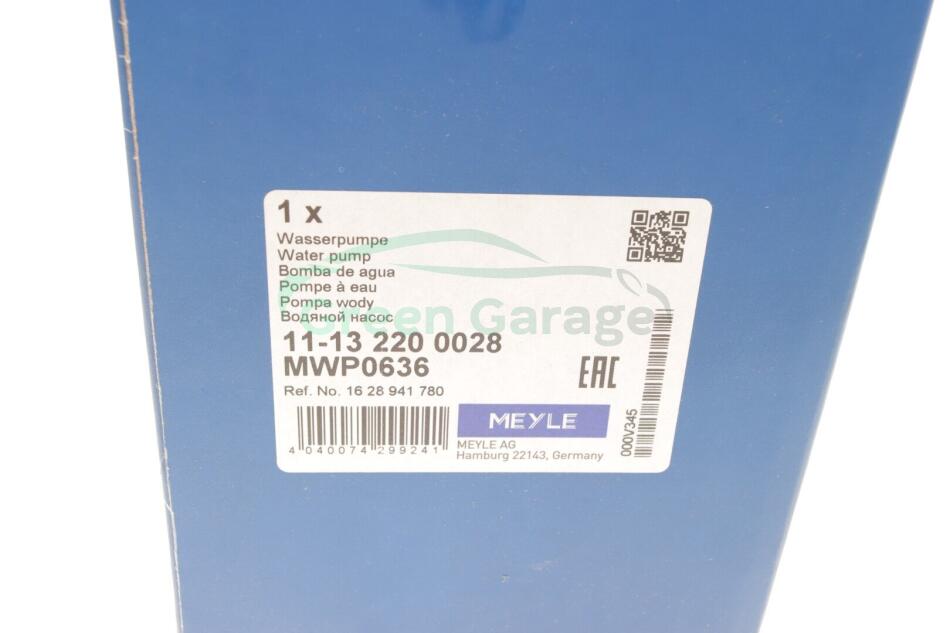 1 x
Wasserpumpe
Water pump
Bomba de agua
Pompe à eau
Pompa wody
Водяной насос
Green Garage
11-13 220 0028
MWP0636
EAC
Ref. No. 16 28 941 780
MEYLE
MEYLE AG
Hamburg 22143, Germany
4 040074 299241
000V345